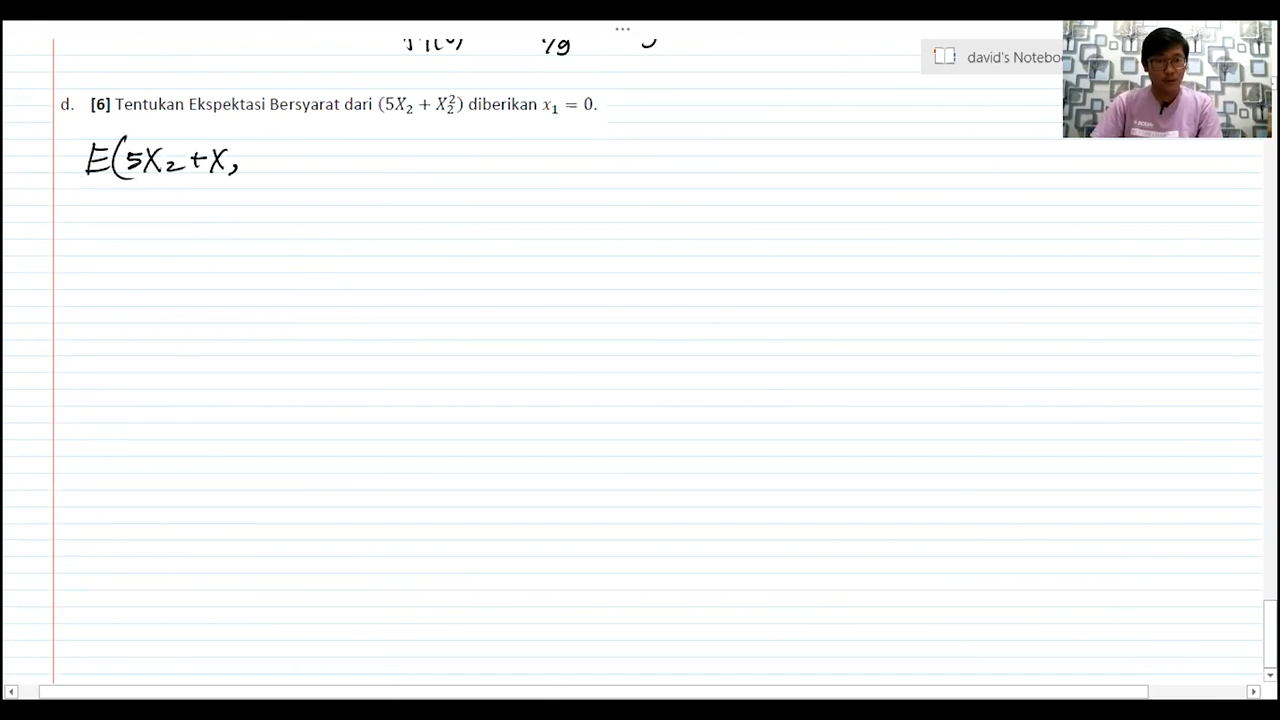 david's Notebo
d. [6] Tentukan Ekspektasi Bersyarat dari (5X₂ + X₂²) diberikan x₁ = 0.
E(5X₂ + X,